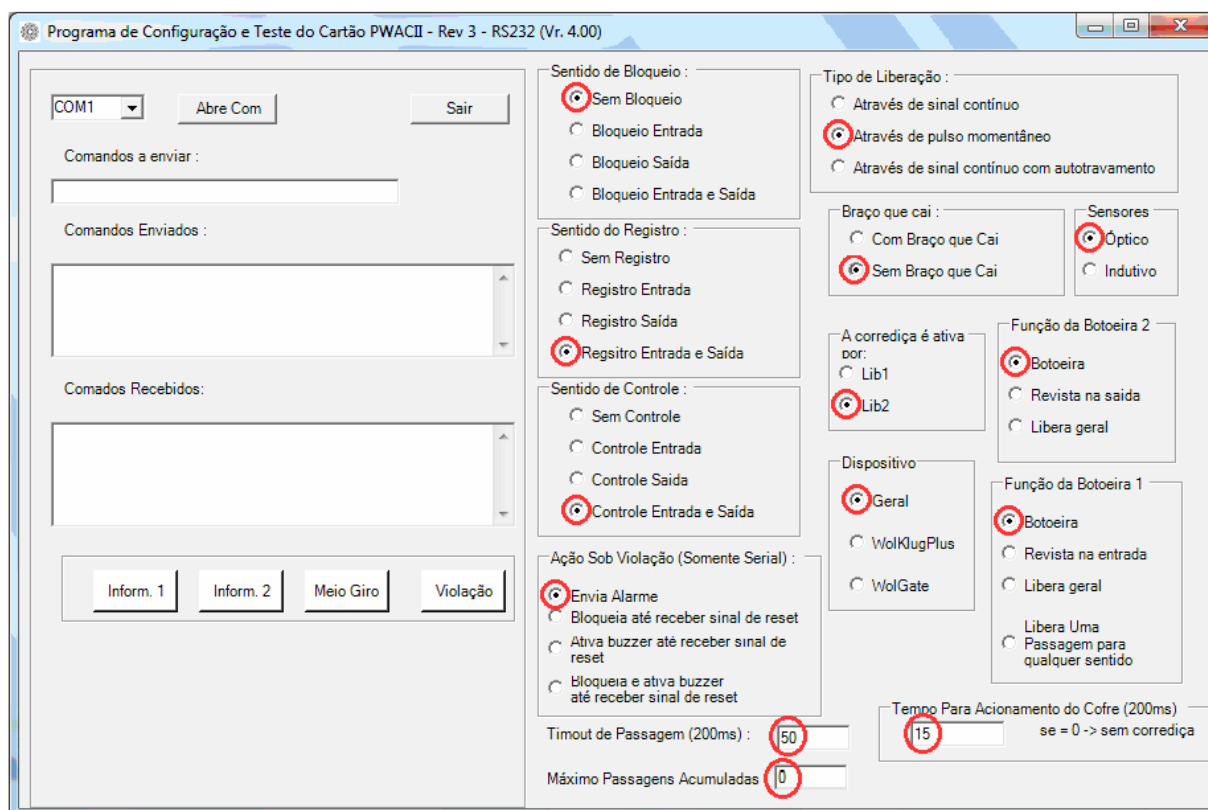 Programa de Configuração e Teste do Cartão PWACII - Rev 3 - RS232 (Vr. 4.00)
COM1
Abre Com
Sair
Comandos a enviar :
Comandos Enviados :
Comados Recebidos:
Inform. 1
Inform. 2
Meio Giro
Violação
Sentido de Bloqueio :
Sem Bloqueio
Bloqueio Entrada
Bloqueio Saída
Bloqueio Entrada e Saída
Sentido do Registro :
Sem Registro
Registro Entrada
Registro Saída
Regsitro Entrada e Saída
Sentido de Controle :
Sem Controle
Controle Entrada
Controle Saida
Controle Entrada e Saída
Ação Sob Violação (Somente Serial) :
Envia Alarme
Bloqueia até receber sinal de reset
Ativa buzzer até receber sinal de
reset
Bloqueia e ativa buzzer
até receber sinal de reset
Timout de Passagem (200ms) :
50
Máximo Passagens Acumuladas
0
Tipo de Liberação :
Através de sinal contínuo
Através de pulso momentâneo
Através de sinal contínuo com autotravamento
Braço que cai :
Com Braço que Cai
Sem Braço que Cai
Sensores
Óptico
Indutivo
A corrediça é ativa
por:
Lib1
Lib2
Função da Botoeira 2
Botoeira
Revista na saida
Libera geral
Dispositivo
Geral
WolKlugPlus
WolGate
Função da Botoeira 1
Botoeira
Revista na entrada
Libera geral
Libera Uma
Passagem para
qualquer sentido
Tempo Para Acionamento do Cofre (200ms)
15
se = 0 -> sem corrediça